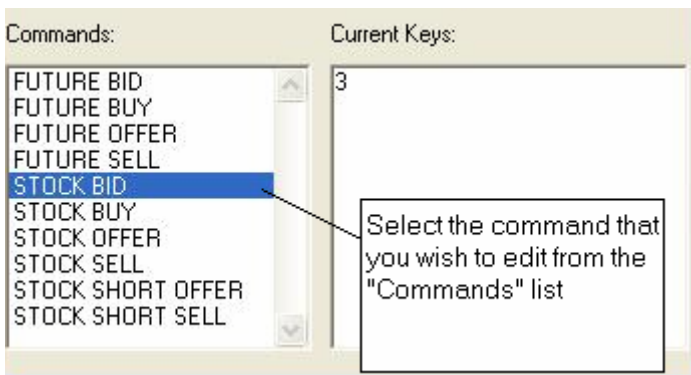 Commands:
Current Keys:
FUTURE BID
FUTURE BUY
FUTURE OFFER
FUTURE SELL
STOCK BID
STOCK BUY
STOCK OFFER
STOCK SELL
STOCK SHORT OFFER
STOCK SHORT SELL
3
Select the command that
you wish to edit from the
"Commands" list